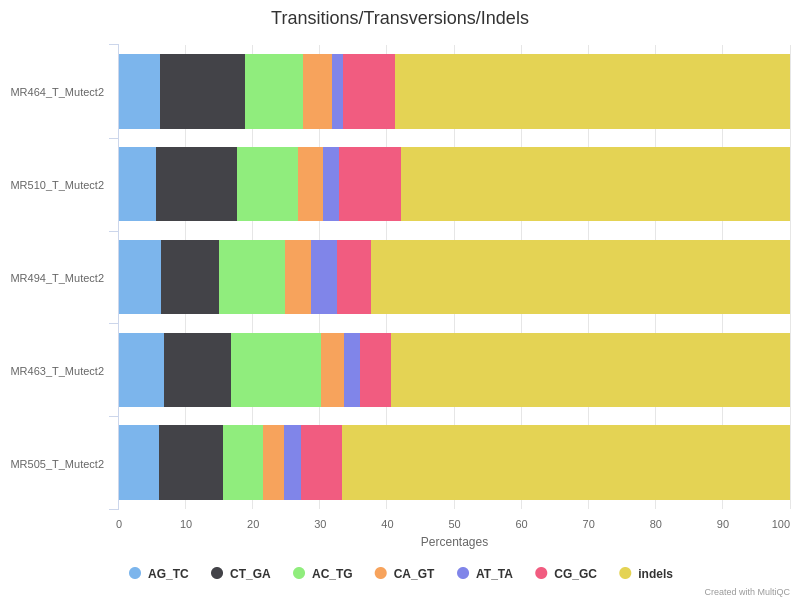 Transitions/Transversions/Indels
MR464_T_Mutect2
MR510_T_Mutect2
MR494_T_Mutect2
MR463_T_Mutect2
MR505_T_Mutect2
0 10 20 30 40 50 60 70 80 90 100
Percentages
AG_TC CT_GA AC_TG CA_GT AT_TA CG_GC indels
Created with MultiQC